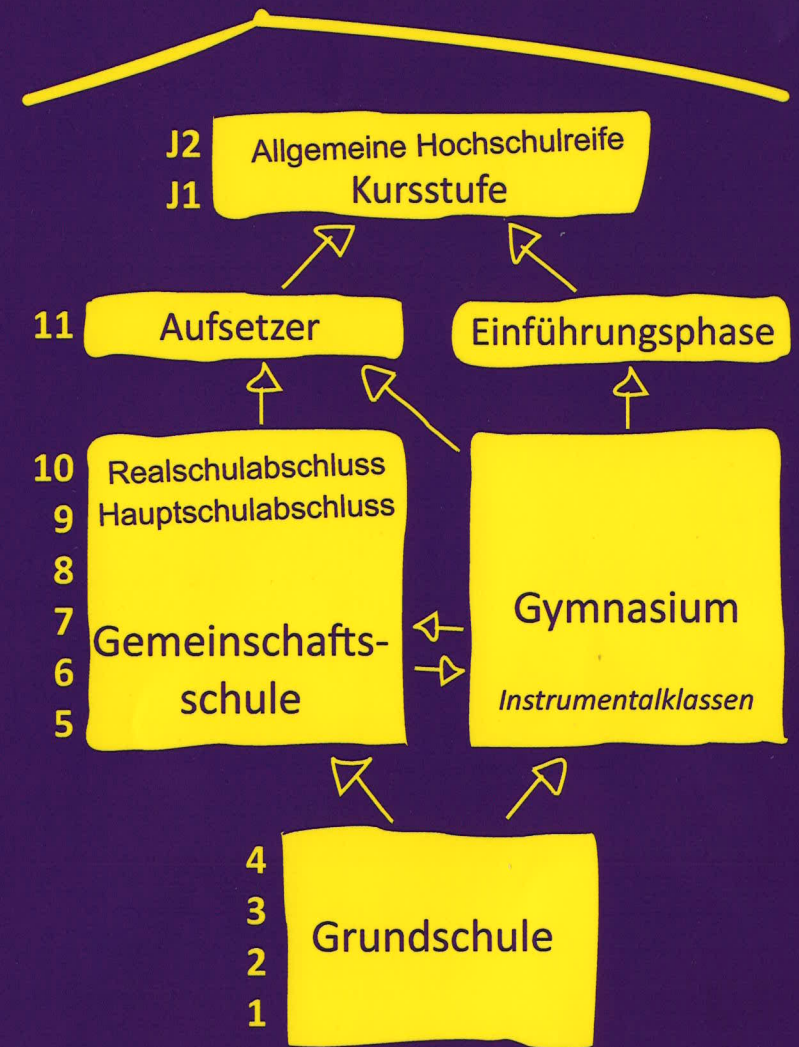 J2 Allgemeine Hochschulreife
J1 Kursstufe
11 Aufsetzer
Einführungsphase
10 Realschulabschluss
9 Hauptschulabschluss
8
7
6
5
Gemeinschafts-
schule
Gymnasium
Instrumentalklassen
4
3
2
1
Grundschule